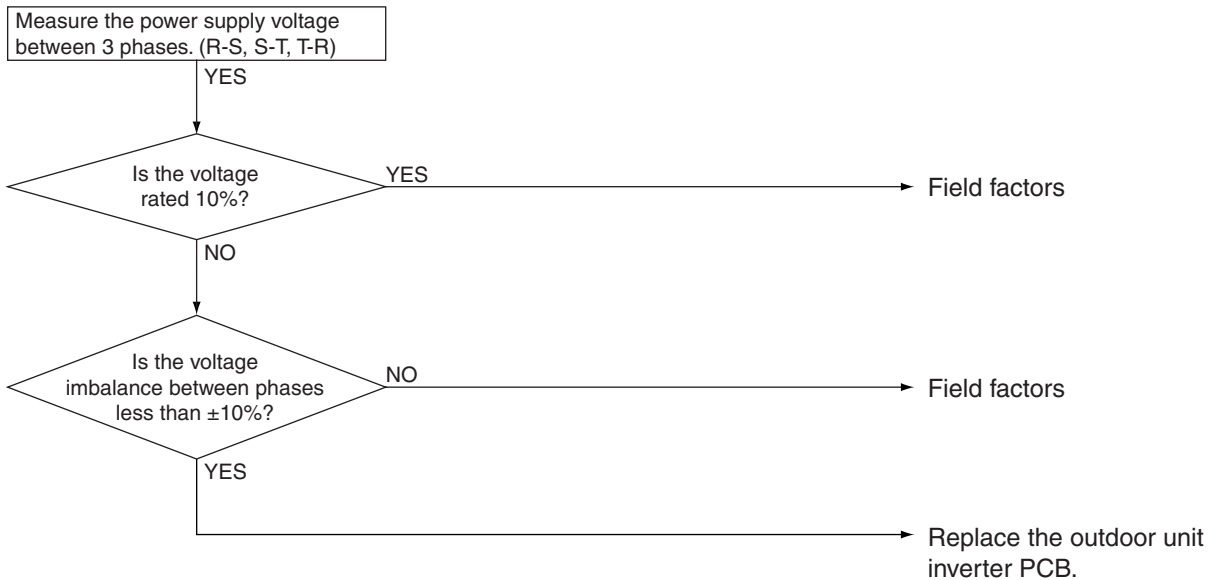 Measure the power supply voltage
between 3 phases. (R-S, S-T, T-R)
YES
Is the voltage
rated 10%?
YES
Field factors
NO
Is the voltage
imbalance between phases
less than ±10%?
NO
Field factors
YES
Replace the outdoor unit
inverter PCB.